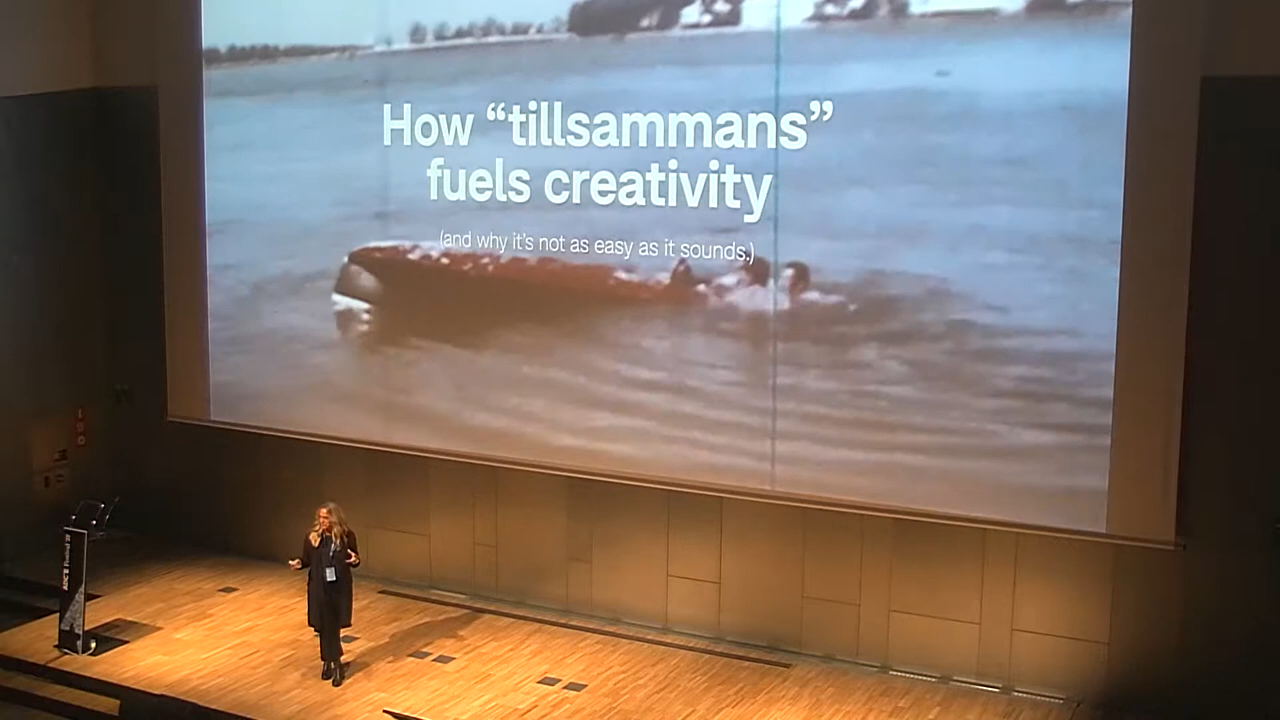 How “tillsammans”
fuels creativity
(and why it’s not as easy as it sounds.)